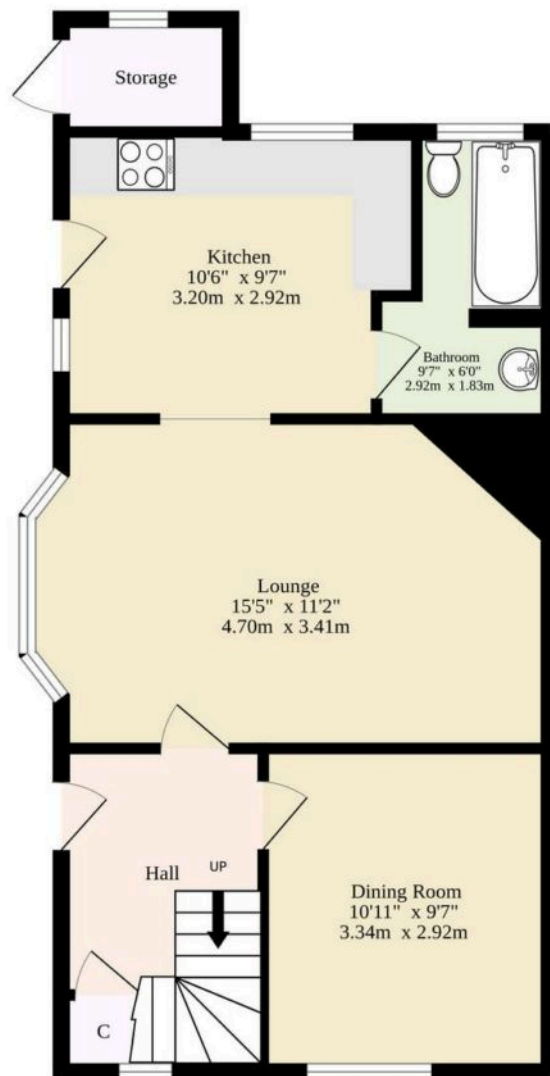 Storage
Kitchen
10'6" x 9'7"
3.20m x 2.92m
Bathroom
9'7" x 6'0"
2.92m x 1.83m
Lounge
15'5" x 11'2"
4.70m x 3.41m
Hall
UP
Dining Room
10'11" x 9'7"
3.34m x 2.92m
C